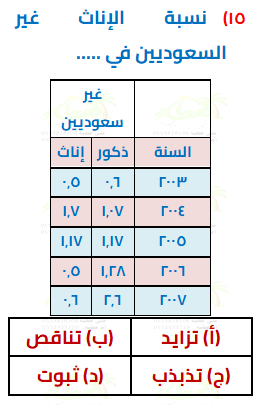 ١٥) نسبة الإناث غير
السعوديين في .....
غير
سعوديين
السنة ذكور إناث
٢٠٠٣ ٠,٦ ٠,٥
٢٠٠٤ ١,٠٧ ١,٧
٢٠٠٥ ١,١٧ ١,١٧
٢٠٠٦ ١,٢٨ ٠,٥
٢٠٠٧ ٢,٦ ٠,٦
(أ) تزايد (ب) تناقص
(ج) تذبذب (د) ثبوت